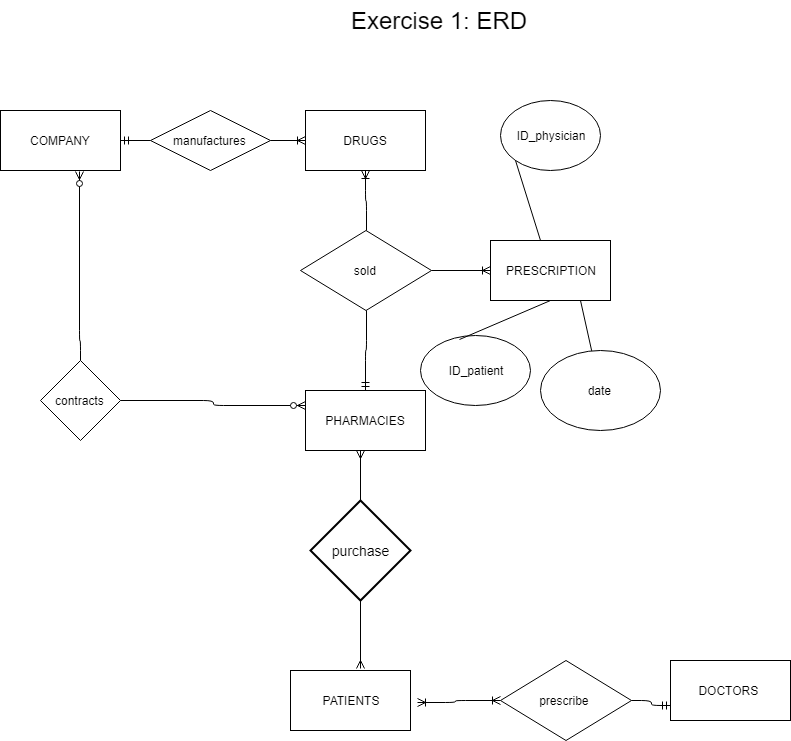 Exercise 1: ERD
COMPANY
manufactures
DRUGS
ID_physician
sold
PRESCRIPTION
ID_patient
date
contracts
PHARMACIES
purchase
PATIENTS
prescribe
DOCTORS